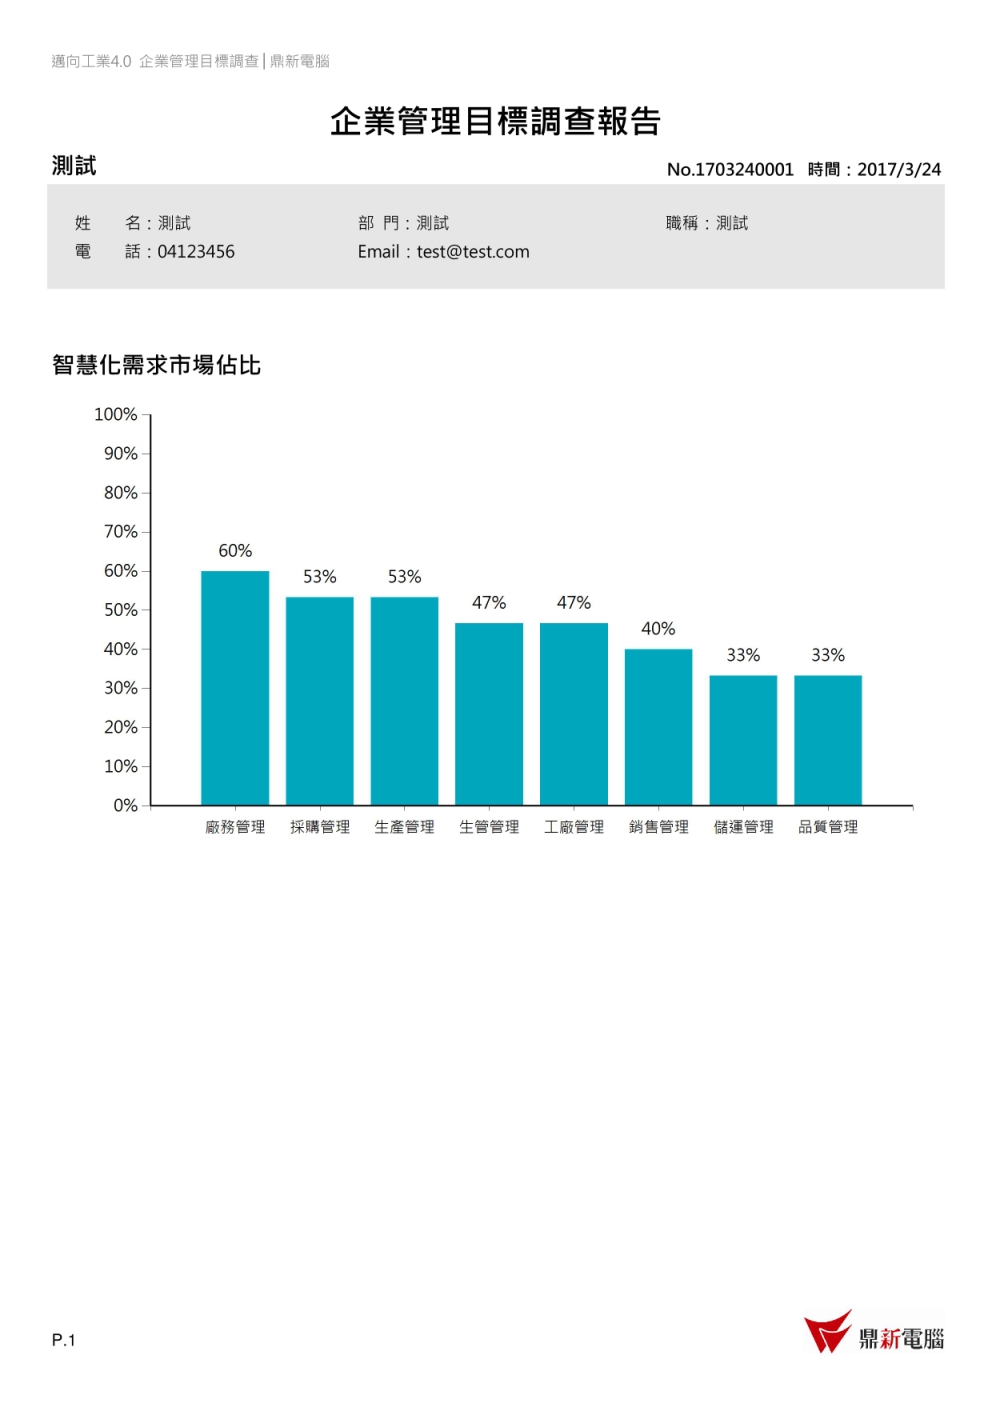 邁向工業4.0 企業管理目標調查│鼎新電腦
企業管理目標調查報告
測試
No.1703240001 時間：2017/3/24
姓 名：測試 部 門：測試 職稱：測試
電 話：04123456 Email：test@test.com
智慧化需求市場佔比
100%
90%
80%
70%
60%
50%
40%
30%
20%
10%
0%
60% 53% 53% 47% 47% 40% 33% 33%
廠務管理 採購管理 生產管理 生管管理 工廠管理 銷售管理 儲運管理 品質管理
P.1
鼎新電腦